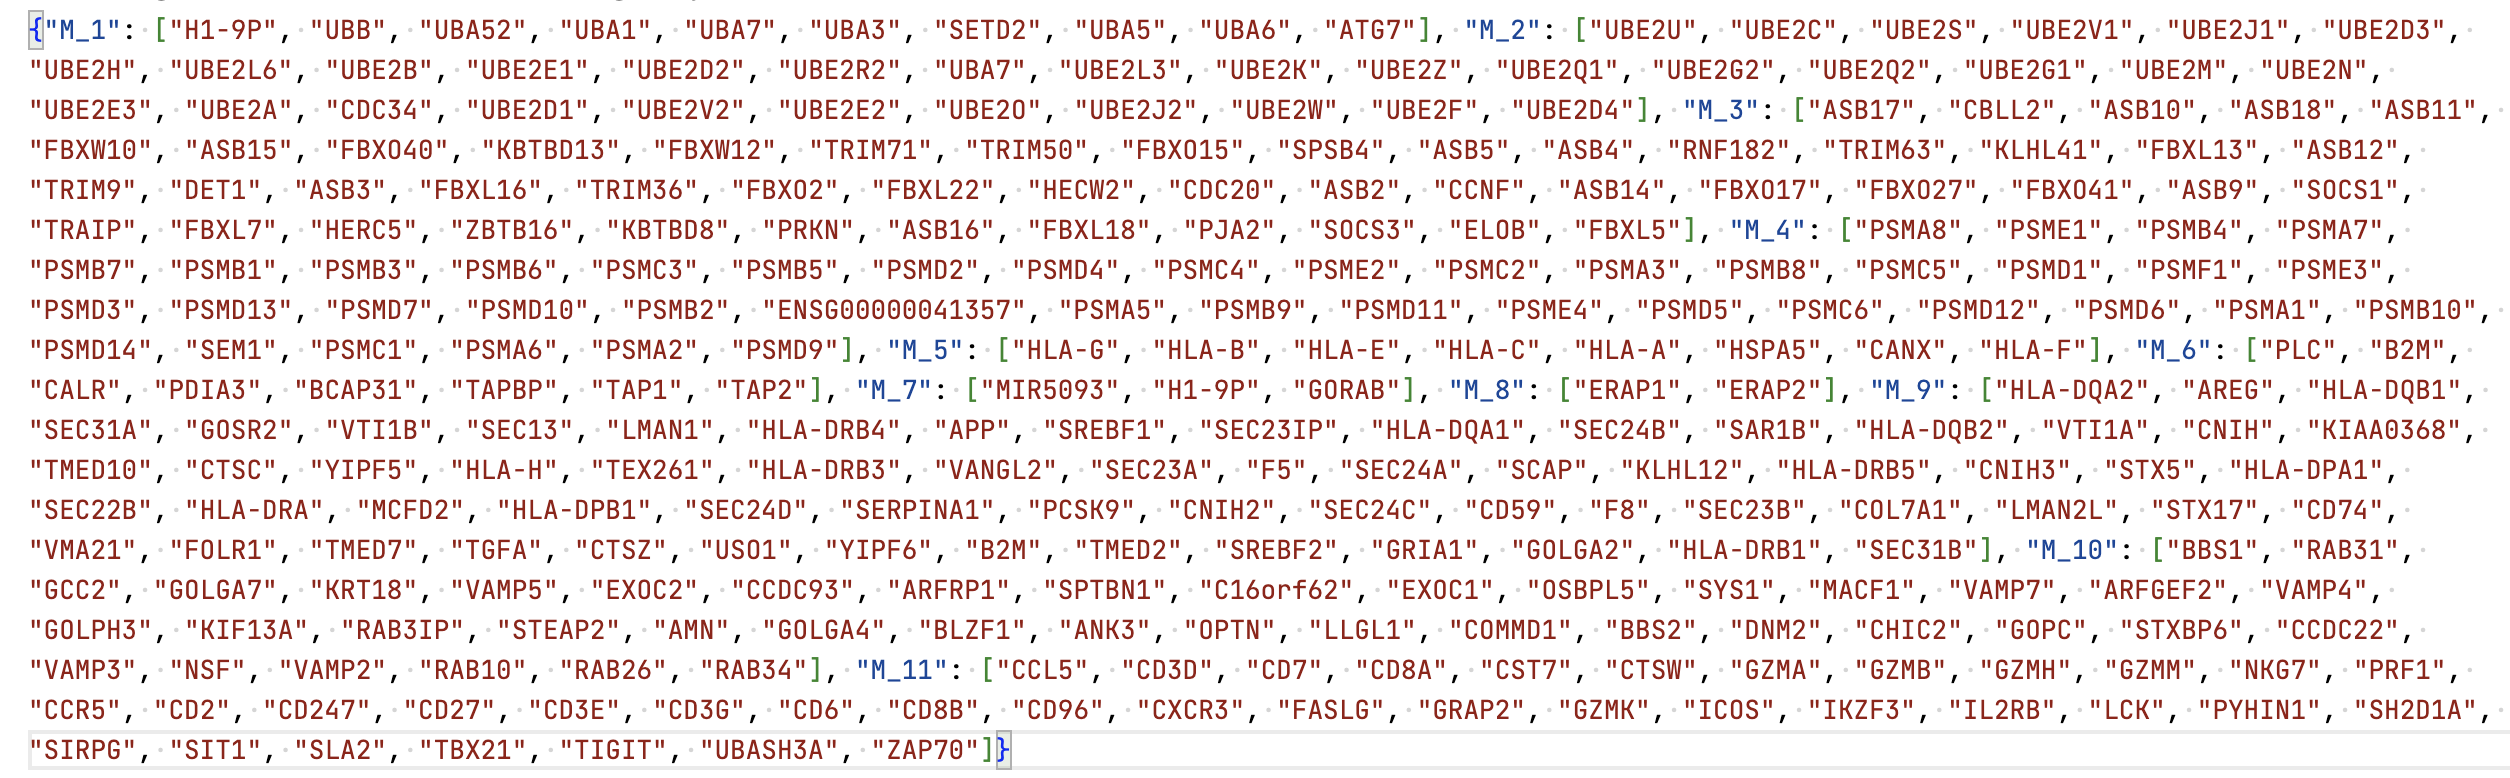 {"M_1": ["H1-9P", "UBB", "UBA52", "UBA1", "UBA7", "UBA3", "SETD2", "UBA5", "UBA6", "ATG7"], "M_2": ["UBE2U", "UBE2C", "UBE2S", "UBE2V1", "UBE2J1", "UBE2D3",
"UBE2H", "UBE2L6", "UBE2B", "UBE2E1", "UBE2D2", "UBE2R2", "UBA7", "UBE2L3", "UBE2K", "UBE2Z", "UBE2Q1", "UBE2G2", "UBE2Q2", "UBE2G1", "UBE2M", "UBE2N",
"UBE2E3", "UBE2A", "CDC34", "UBE2D1", "UBE2V2", "UBE2E2", "UBE2O", "UBE2J2", "UBE2W", "UBE2F", "UBE2D4"], "M_3": ["ASB17", "CBLL2", "ASB10", "ASB18", "ASB11",
"FBXW10", "ASB15", "FBXO40", "KBTBD13", "FBXW12", "TRIM71", "TRIM50", "FBXO15", "SPSB4", "ASB5", "ASB4", "RNF182", "TRIM63", "KLHL41", "FBXL13", "ASB12",
"TRIM9", "DET1", "ASB3", "FBXL16", "TRIM36", "FBXO2", "FBXL22", "HECW2", "CDC20", "ASB2", "CCNF", "ASB14", "FBXO17", "FBXO27", "FBXO41", "ASB9", "SOCS1",
"TRAIP", "FBXL7", "HERC5", "ZBTB16", "KBTBD8", "PRKN", "ASB16", "FBXL18", "PJA2", "SOCS3", "ELOB", "FBXL5"], "M_4": ["PSMA8", "PSME1", "PSMB4", "PSMA7",
"PSMB7", "PSMB1", "PSMB3", "PSMB6", "PSMC3", "PSMB5", "PSMD2", "PSMD4", "PSMC4", "PSME2", "PSMC2", "PSMA3", "PSMB8", "PSMC5", "PSMD1", "PSMF1", "PSME3",
"PSMD3", "PSMD13", "PSMD7", "PSMD10", "PSMB2", "ENSG00000041357", "PSMA5", "PSMB9", "PSMD11", "PSME4", "PSMD5", "PSMC6", "PSMD12", "PSMD6", "PSMA1", "PSMB10",
"PSMD14", "SEM1", "PSMC1", "PSMA6", "PSMA2", "PSMD9"], "M_5": ["HLA-G", "HLA-B", "HLA-E", "HLA-C", "HLA-A", "HSPA5", "CANX", "HLA-F"], "M_6": ["PLC", "B2M",
"CALR", "PDIA3", "BCAP31", "TAPBP", "TAP1", "TAP2"], "M_7": ["MIR5093", "H1-9P", "GORAB"], "M_8": ["ERAP1", "ERAP2"], "M_9": ["HLA-DQA2", "AREG", "HLA-DQB1",
"SEC31A", "GOSR2", "VTI1B", "SEC13", "LMAN1", "HLA-DRB4", "APP", "SREBF1", "SEC23IP", "HLA-DQA1", "SEC24B", "SAR1B", "HLA-DQB2", "VTI1A", "CNIH", "KIAA0368",
"TMED10", "CTSC", "YIPF5", "HLA-H", "TEX261", "HLA-DRB3", "VANGL2", "SEC23A", "F5", "SEC24A", "SCAP", "KLHL12", "HLA-DRB5", "CNIH3", "STX5", "HLA-DPA1",
"SEC22B", "HLA-DRA", "MCFD2", "HLA-DPB1", "SEC24D", "SERPINA1", "PCSK9", "CNIH2", "SEC24C", "CD59", "F8", "SEC23B", "COL7A1", "LMAN2L", "STX17", "CD74",
"VMA21", "FOLR1", "TMED7", "TGFA", "CTSZ", "USO1", "YIPF6", "B2M", "TMED2", "SREBF2", "GRIA1", "GOLGA2", "HLA-DRB1", "SEC31B"], "M_10": ["BBS1", "RAB31",
"GCC2", "GOLGA7", "KRT18", "VAMP5", "EXOC2", "CCDC93", "ARFRP1", "SPTBN1", "C16orf62", "EXOC1", "OSBPL5", "SYS1", "MACF1", "VAMP7", "ARFGEF2", "VAMP4",
"GOLPH3", "KIF13A", "RAB3IP", "STEAP2", "AMN", "GOLGA4", "BLZF1", "ANK3", "OPTN", "LLGL1", "COMMD1", "BBS2", "DNM2", "CHIC2", "GOPC", "STXBP6", "CCDC22",
"VAMP3", "NSF", "VAMP2", "RAB10", "RAB26", "RAB34"], "M_11": ["CCL5", "CD3D", "CD7", "CD8A", "CST7", "CTSW", "GZMA", "GZMB", "GZMH", "GZMM", "NKG7", "PRF1",
"CCR5", "CD2", "CD247", "CD27", "CD3E", "CD3G", "CD6", "CD8B", "CD96", "CXCR3", "FASLG", "GRAP2", "GZMK", "ICOS", "IKZF3", "IL2RB", "LCK", "PYHIN1", "SH2D1A",
"SIRPG", "SIT1", "SLA2", "TBX21", "TIGIT", "UBASH3A", "ZAP70"]}